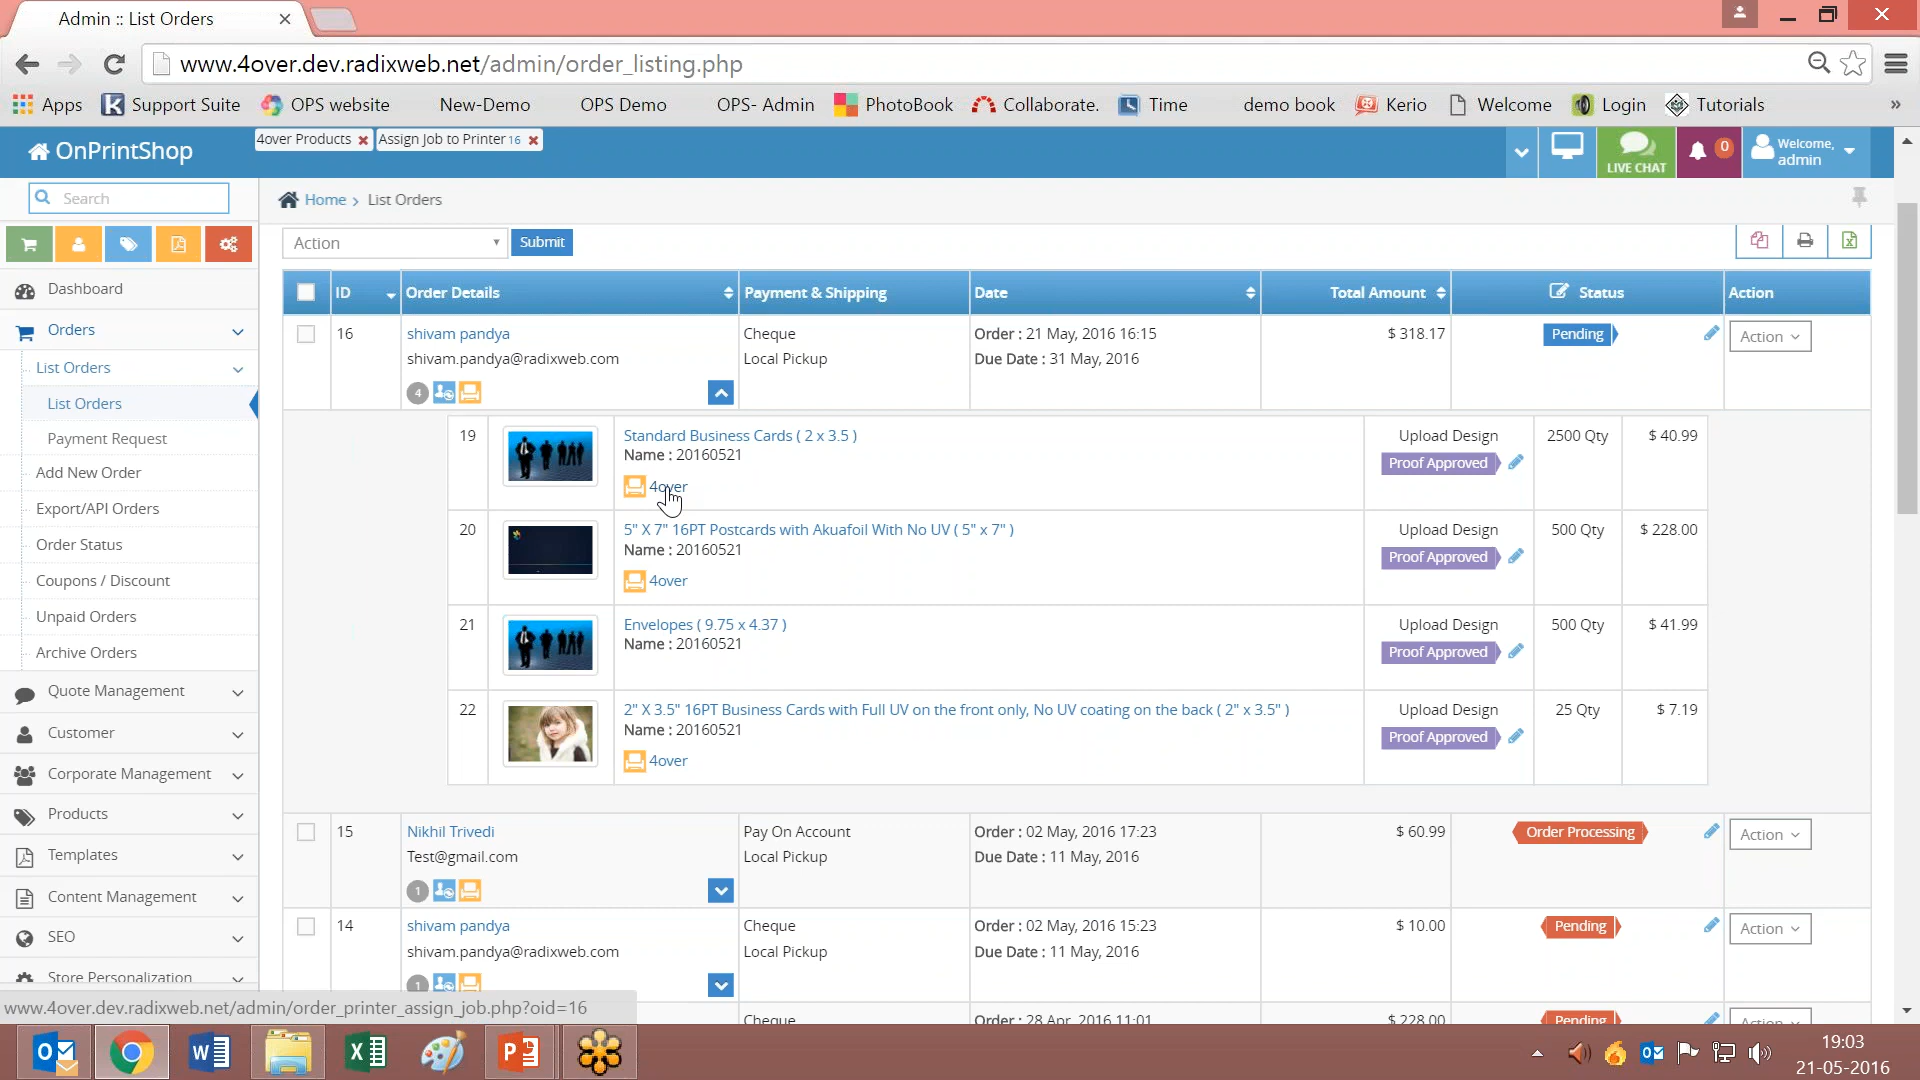 Admin :: List Orders
www.4over.dev.radixweb.net/admin/order_listing.php
Apps
Support Suite
OPS website
New-Demo
OPS Demo
OPS- Admin
PhotoBook
Collaborate.
Time
demo book
Kerio
Welcome
Login
Tutorials
»
OnPrintShop
4over Products
Assign Job to Printer 16
LIVE CHAT
0
Welcome,
admin
Search
Home > List Orders
Action
Submit
Dashboard
Orders
List Orders
List Orders
Payment Request
Add New Order
Export/API Orders
Order Status
Coupons / Discount
Unpaid Orders
Archive Orders
Quote Management
Customer
Corporate Management
Products
Templates
Content Management
SEO
Store Personalization
ID
Order Details
Payment & Shipping
Date
Total Amount
Status
Action
16
shivam pandya
shivam.pandya@radixweb.com
4
Cheque
Local Pickup
Order : 21 May, 2016 16:15
Due Date : 31 May, 2016
$ 318.17
Pending
Action
19
Standard Business Cards ( 2 x 3.5 )
Name : 20160521
4over
Upload Design
Proof Approved
2500 Qty
$ 40.99
20
5" X 7" 16PT Postcards with Akuafoil With No UV ( 5" x 7" )
Name : 20160521
4over
Upload Design
Proof Approved
500 Qty
$ 228.00
21
Envelopes ( 9.75 x 4.37 )
Name : 20160521
Upload Design
Proof Approved
500 Qty
$ 41.99
22
2" X 3.5" 16PT Business Cards with Full UV on the front only, No UV coating on the back ( 2" x 3.5" )
Name : 20160521
4over
Upload Design
Proof Approved
25 Qty
$ 7.19
15
Nikhil Trivedi
Test@gmail.com
1
Pay On Account
Local Pickup
Order : 02 May, 2016 17:23
Due Date : 11 May, 2016
$ 60.99
Order Processing
Action
14
shivam pandya
shivam.pandya@radixweb.com
1
Cheque
Local Pickup
Order : 02 May, 2016 15:23
Due Date : 11 May, 2016
$ 10.00
Pending
Action
Cheque
Order : 28 Apr, 2016 11:01
$ 228.00
Pending
Action
www.4over.dev.radixweb.net/admin/order_printer_assign_job.php?oid=16
19:03
21-05-2016